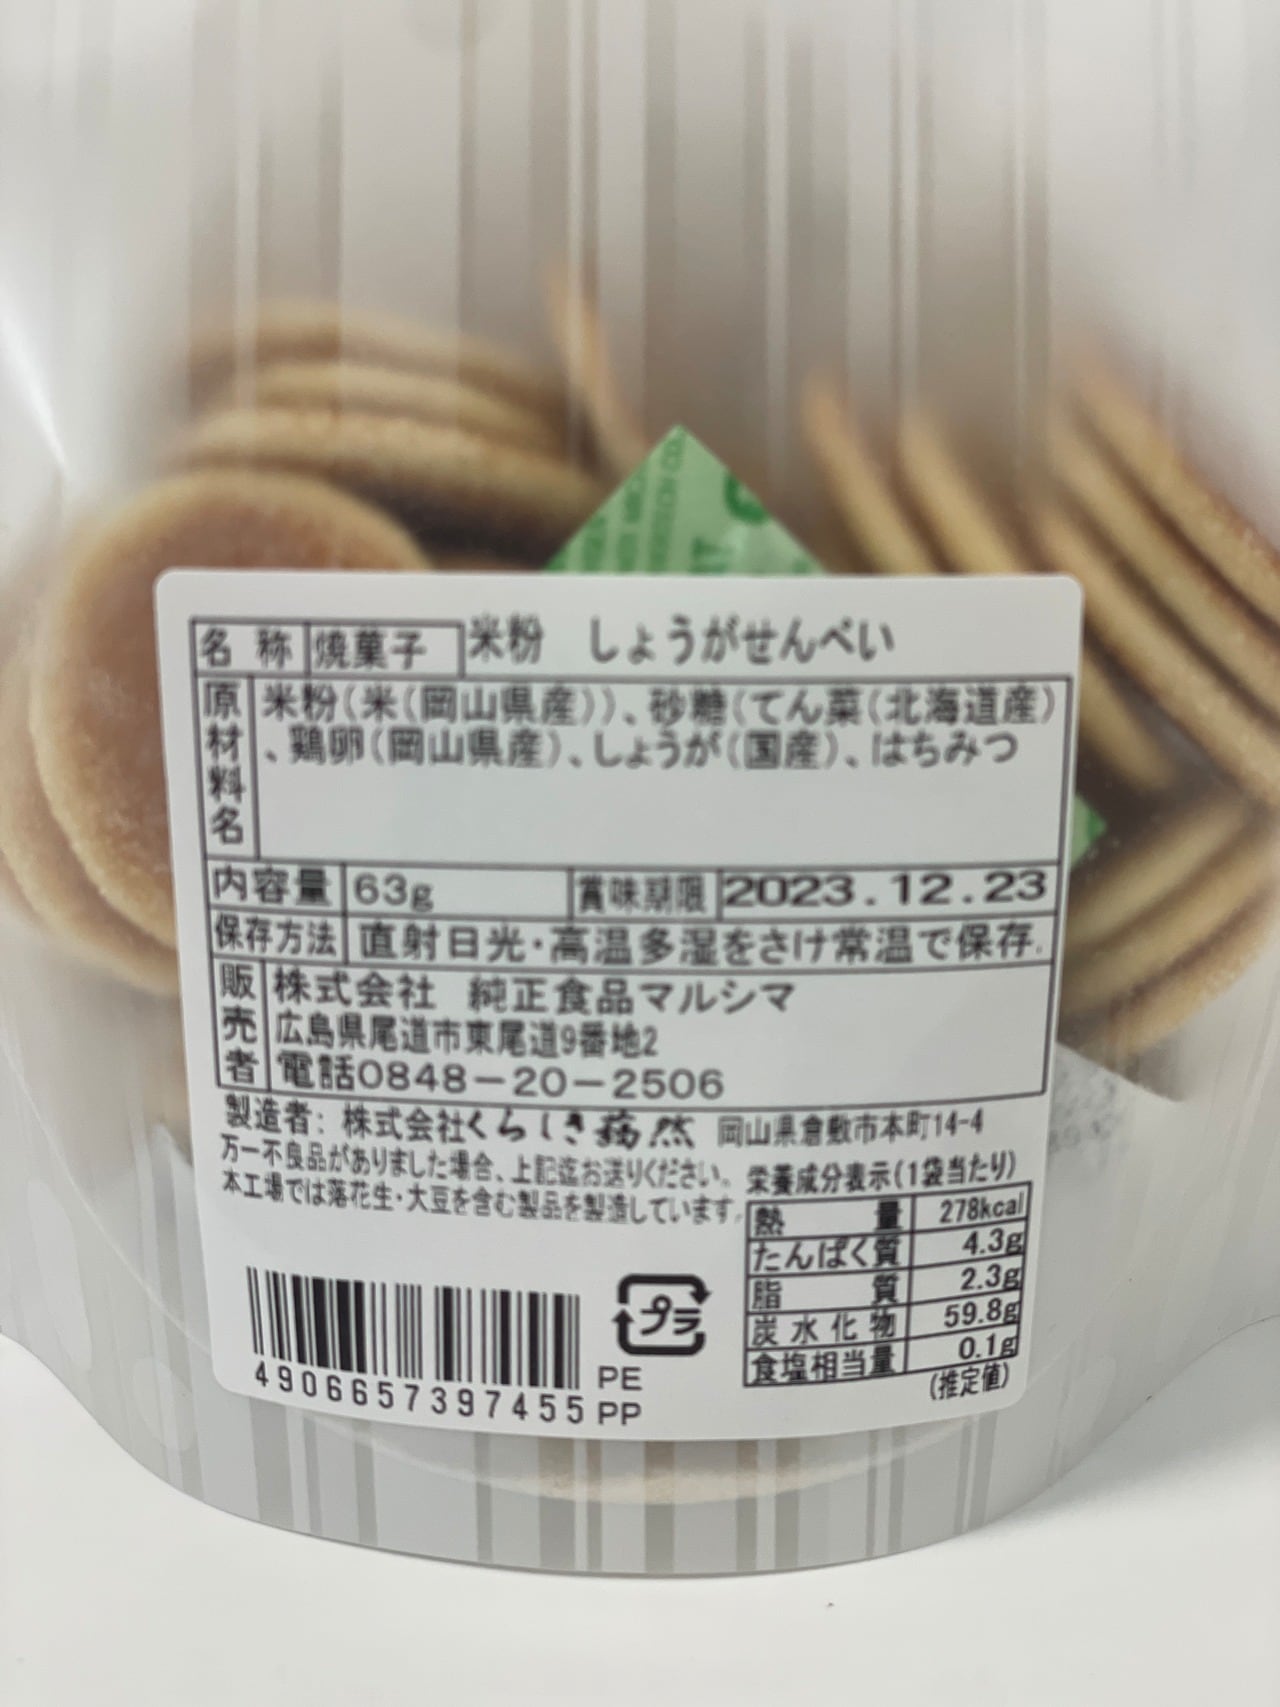 名称 焼菓子 米粉 しょうがせんべい
原材料名 米粉(米(岡山県産))、砂糖(てん菜(北海道産)
、鶏卵(岡山県産)、しょうが(国産)、はちみつ
内容量 63g 賞味期限 2023.12.23
保存方法 直射日光・高温多湿をさけ常温で保存.
販売者 株式会社 純正食品マルシマ
広島県尾道市東尾道9番地2
電話0848-20-2506
製造者:株式会社くらしき 然 岡山県倉敷市本町14-4
万一不良品がありました場合、上記迄お送りください。
本工場では落花生・大豆を含む製品を製造しています。
栄養成分表示(1袋当たり)
熱量 278kcal
たんぱく質 4.3g
脂質 2.3g
炭水化物 59.8g
食塩相当量 0.1g
(推定値)
プラ
PE
PP
4906657397455